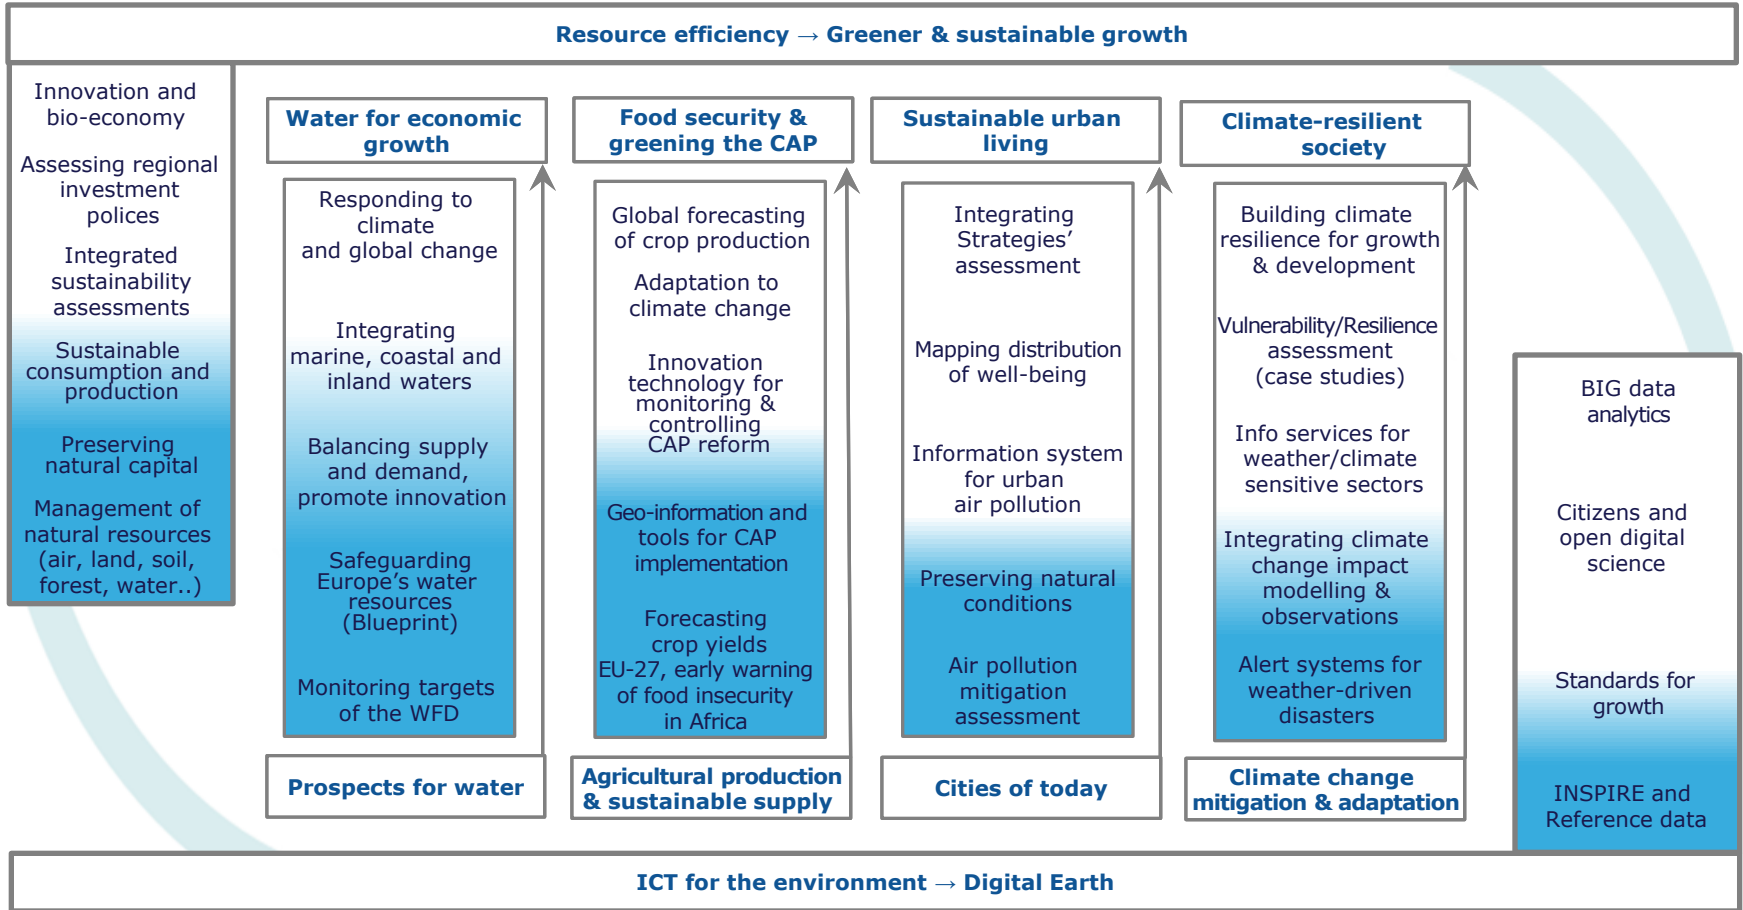 Resource efficiency → Greener & sustainable growth
Innovation and
bio-economy
Assessing regional
investment
polices
Integrated
sustainability
assessments
Sustainable
consumption and
production
Preserving
natural capital
Management of
natural resources
(air, land, soil,
forest, water..)
Water for economic
growth
Responding to
climate
and global change
Integrating
marine, coastal and
inland waters
Balancing supply
and demand,
promote innovation
Safeguarding
Europe’s water
resources
(Blueprint)
Monitoring targets
of the WFD
Prospects for water
Food security &
greening the CAP
Global forecasting
of crop production
Adaptation to
climate change
Innovation
technology for
monitoring &
controlling
CAP reform
Geo-information and
tools for CAP
implementation
Forecasting
crop yields
EU-27, early warning
of food insecurity
in Africa
Agricultural production
& sustainable supply
Sustainable urban
living
Integrating
Strategies’
assessment
Mapping distribution
of well-being
Information system
for urban
air pollution
Preserving natural
conditions
Air pollution
mitigation
assessment
Cities of today
Climate-resilient
society
Building climate
resilience for growth
& development
Vulnerability/Resilience
assessment
(case studies)
Info services for
weather/climate
sensitive sectors
Integrating climate
change impact
modelling &
observations
Alert systems for
weather-driven
disasters
Climate change
mitigation & adaptation
BIG data
analytics
Citizens and
open digital
science
Standards for
growth
INSPIRE and
Reference data
ICT for the environment → Digital Earth